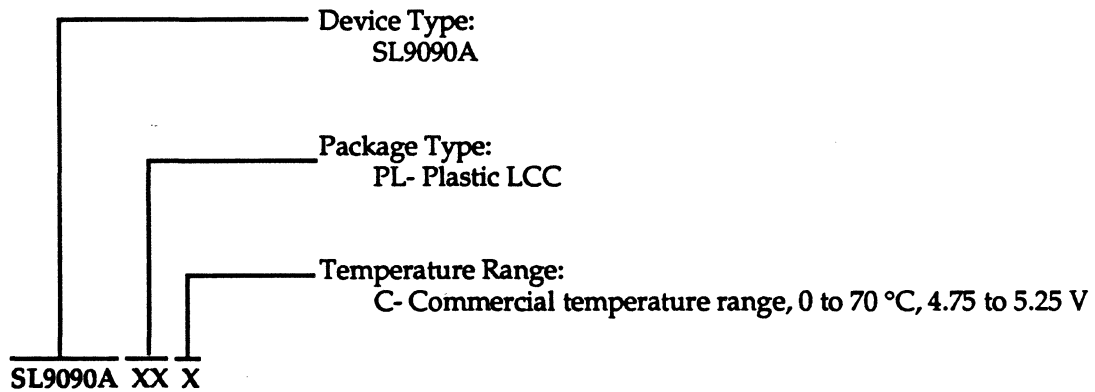 Device Type:
SL9090A
Package Type:
PL- Plastic LCC
Temperature Range:
C- Commercial temperature range, 0 to 70 °C, 4.75 to 5.25 V
SL9090A XX X